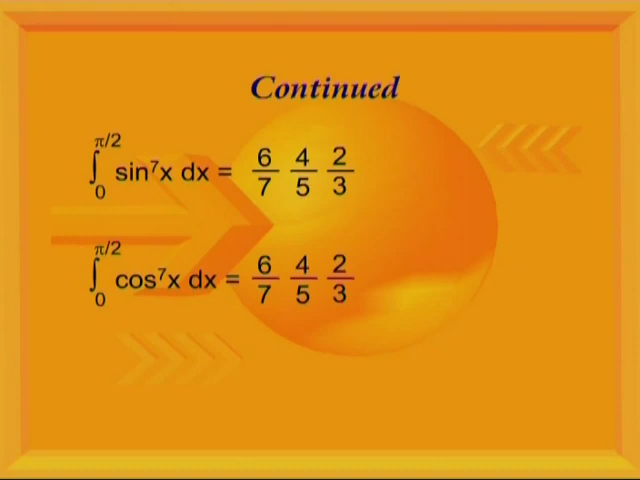 Continued
∫₀^π/2 sin⁷x dx = 6/7 4/5 2/3
∫₀^π/2 cos⁷x dx = 6/7 4/5 2/3